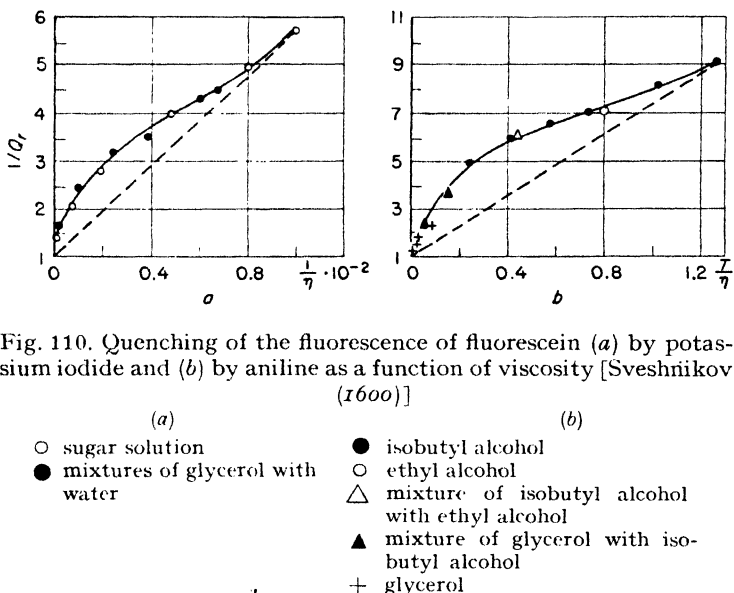 6
5
4
3
2
1
1/Qᵣ
0
0.4
0.8
1/η · 10⁻²
a
11
9
7
5
3
1
0
0.4
0.8
1.2
T/η
b
Fig. 110. Quenching of the fluorescence of fluorescein (a) by potas-
sium iodide and (b) by aniline as a function of viscosity [Sveshnikov
(1600)]
(a)
○ sugar solution
● mixtures of glycerol with
water
(b)
● isobutyl alcohol
○ ethyl alcohol
△ mixture of isobutyl alcohol
with ethyl alcohol
▲ mixture of glycerol with iso-
butyl alcohol
+ glycerol